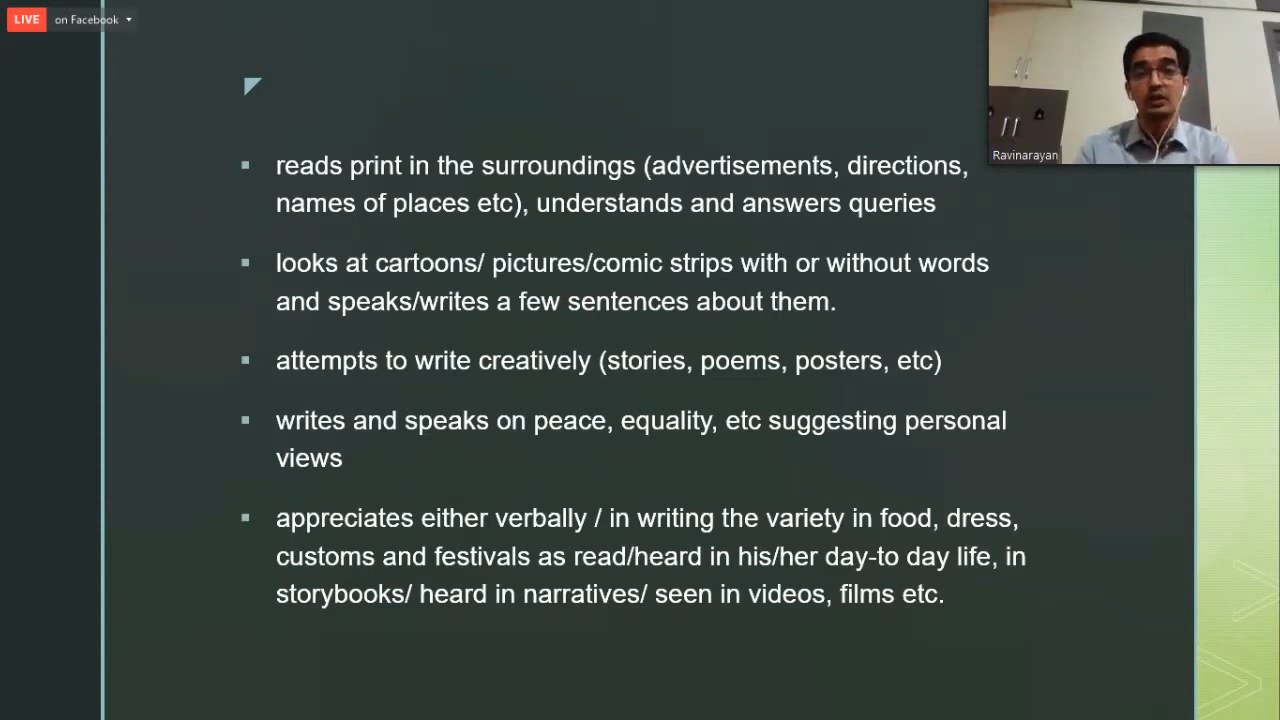 LIVE on Facebook
Ravinarayan
reads print in the surroundings (advertisements, directions,
names of places etc), understands and answers queries
looks at cartoons/ pictures/comic strips with or without words
and speaks/writes a few sentences about them.
attempts to write creatively (stories, poems, posters, etc)
writes and speaks on peace, equality, etc suggesting personal
views
appreciates either verbally / in writing the variety in food, dress,
customs and festivals as read/heard in his/her day-to day life, in
storybooks/ heard in narratives/ seen in videos, films etc.